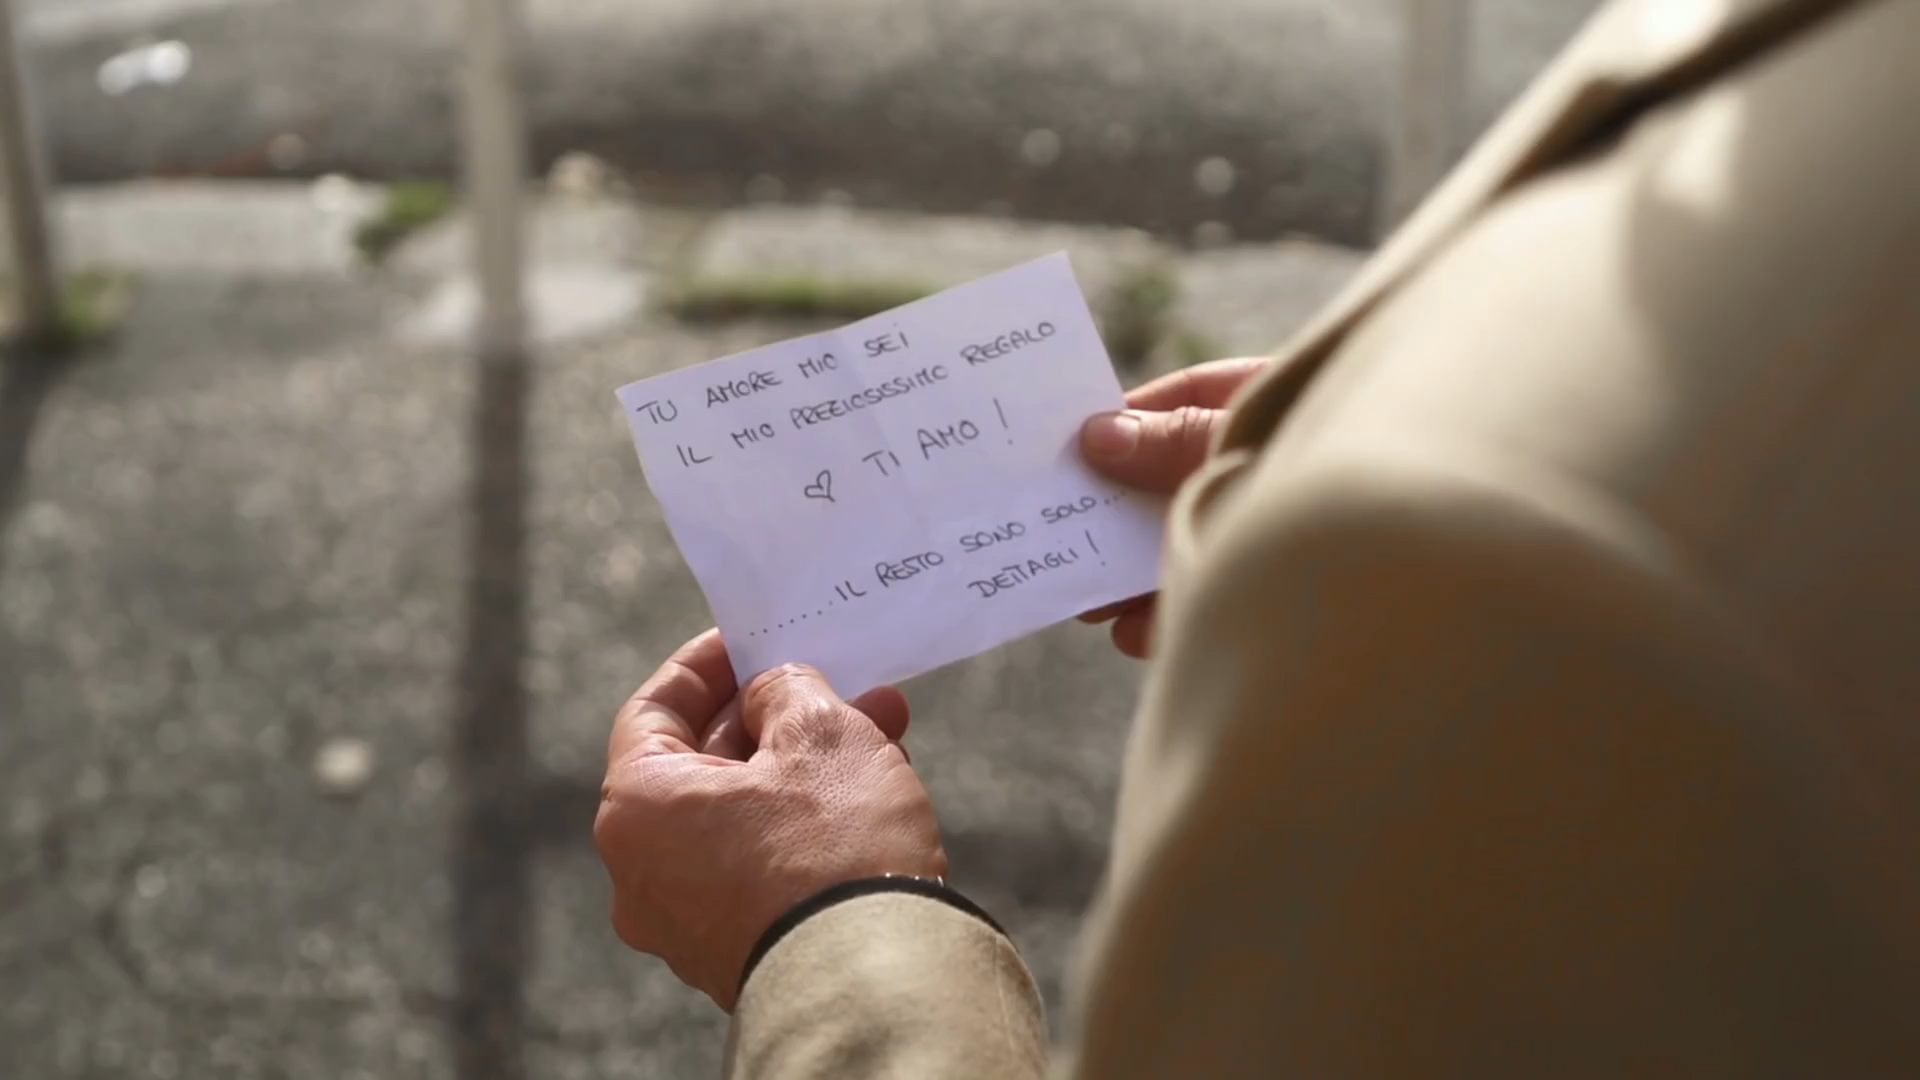 TU AMORE MIO SEI
IL MIO PREZIOSISSIMO REGALO
♡ TI AMO !
.......IL RESTO SONO SOLO...
DETTAGLI !